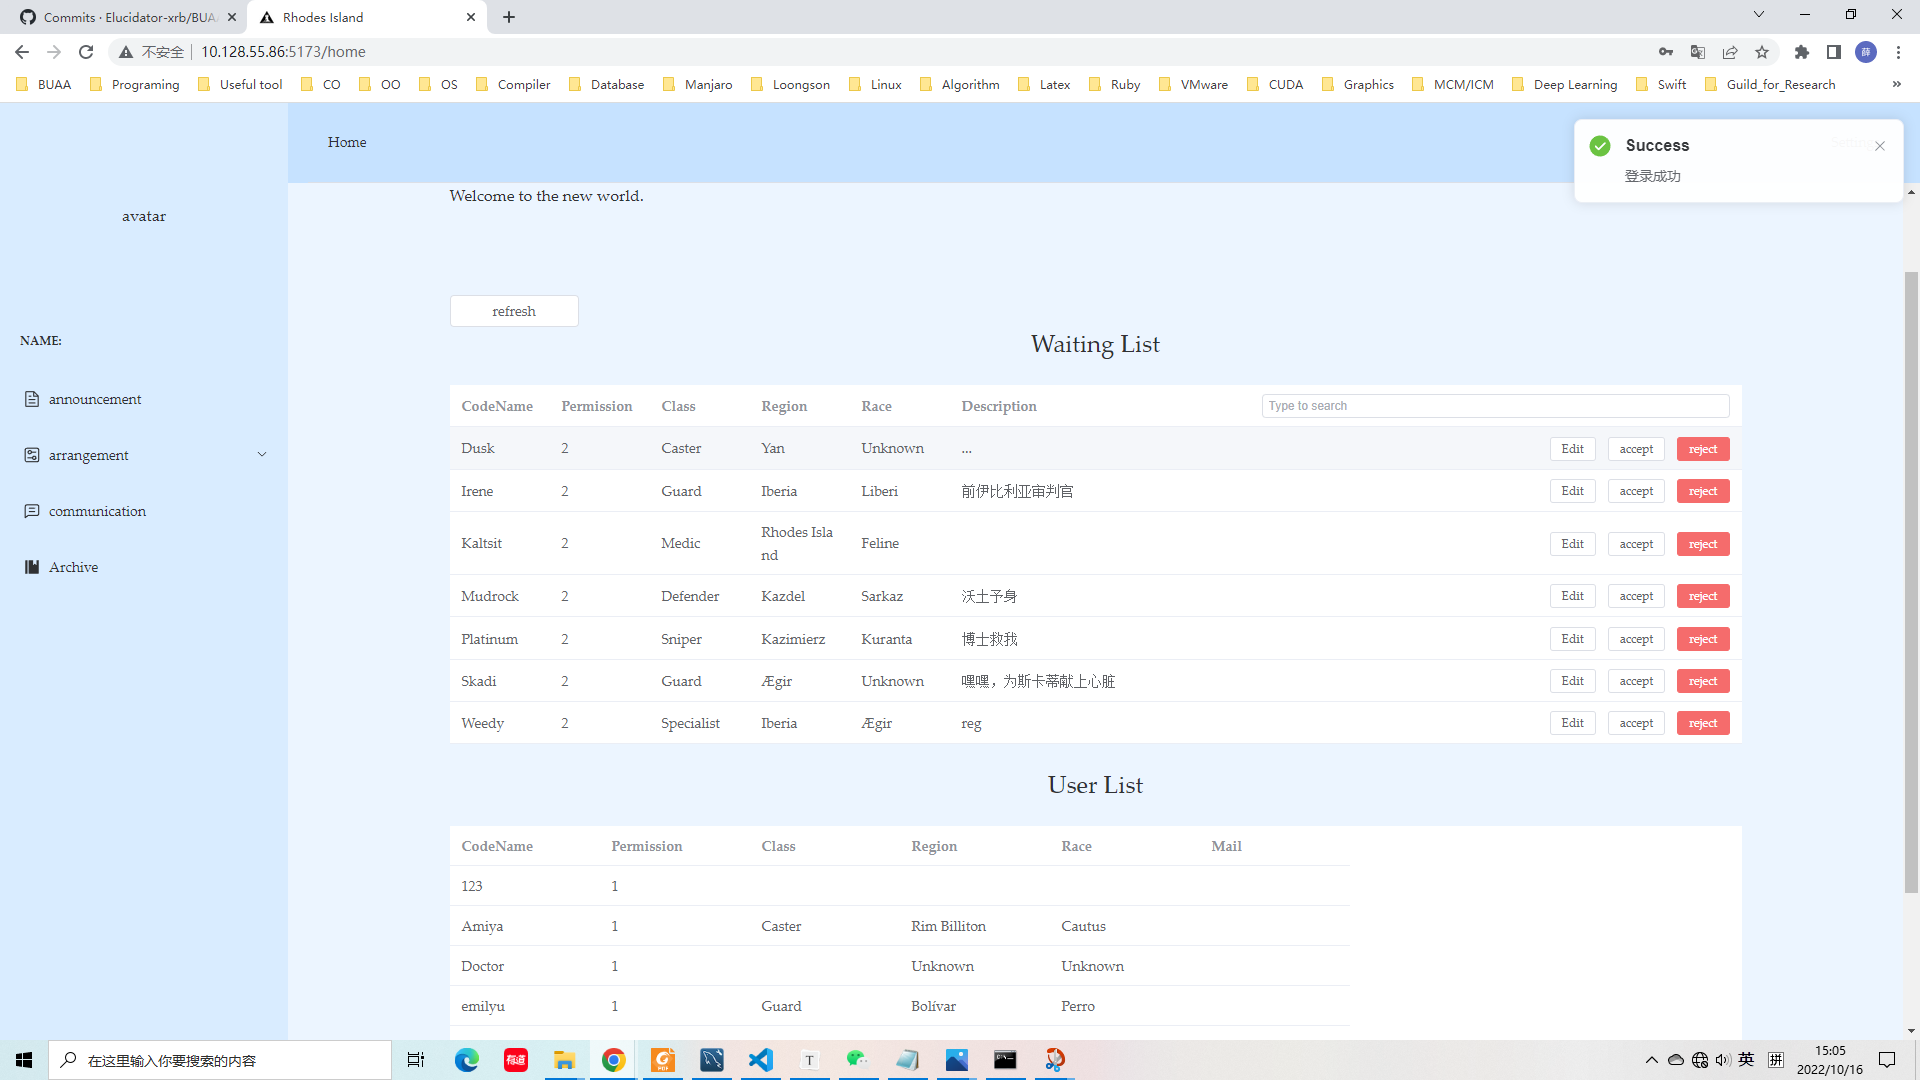 Commits · Elucidator-xrb/BUAA
Rhodes Island
不安全 10.128.55.86:5173/home
薛
BUAA Programing Useful tool CO OO OS Compiler Database Manjaro Loongson Linux Algorithm Latex Ruby VMware CUDA Graphics MCM/ICM Deep Learning Swift Guild_for_Research »
Home
Success
登录成功
avatar
Welcome to the new world.
refresh
NAME:
announcement
arrangement
communication
Archive
Waiting List
CodeName Permission Class Region Race Description Type to search
Dusk 2 Caster Yan Unknown ... Edit accept reject
Irene 2 Guard Iberia Liberi 前伊比利亚审判官 Edit accept reject
Kaltsit 2 Medic Rhodes Isla
nd Feline Edit accept reject
Mudrock 2 Defender Kazdel Sarkaz 沃土予身 Edit accept reject
Platinum 2 Sniper Kazimierz Kuranta 博士救我 Edit accept reject
Skadi 2 Guard Ægir Unknown 嘿嘿，为斯卡蒂献上心脏 Edit accept reject
Weedy 2 Specialist Iberia Ægir reg Edit accept reject
User List
CodeName Permission Class Region Race Mail
123 1
Amiya 1 Caster Rim Billiton Cautus
Doctor 1 Unknown Unknown
emilyu 1 Guard Bolívar Perro
在这里输入你要搜索的内容
有道
PDF
T
英
拼
15:05
2022/10/16